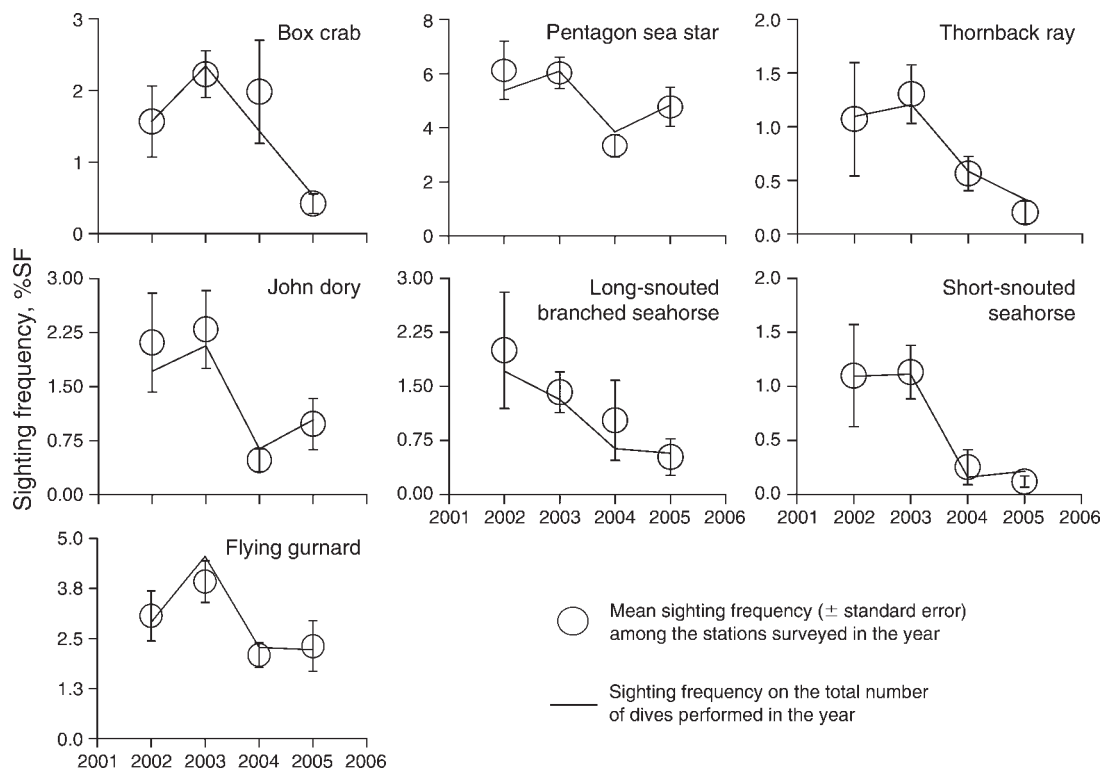 Sighting frequency, %SF
Box crab
3
2
1
0
Pentagon sea star
8
6
4
2
0
Thornback ray
2.0
1.5
1.0
0.5
0.0
John dory
3.00
2.25
1.50
0.75
0.00
Long-snouted
branched seahorse
3.00
2.25
1.50
0.75
0.00
2001 2002 2003 2004 2005 2006
Short-snouted
seahorse
2.0
1.5
1.0
0.5
0.0
2001 2002 2003 2004 2005 2006
Flying gurnard
5.0
3.8
2.5
1.3
0.0
2001 2002 2003 2004 2005 2006
Mean sighting frequency (± standard error)
among the stations surveyed in the year
Sighting frequency on the total number
of dives performed in the year